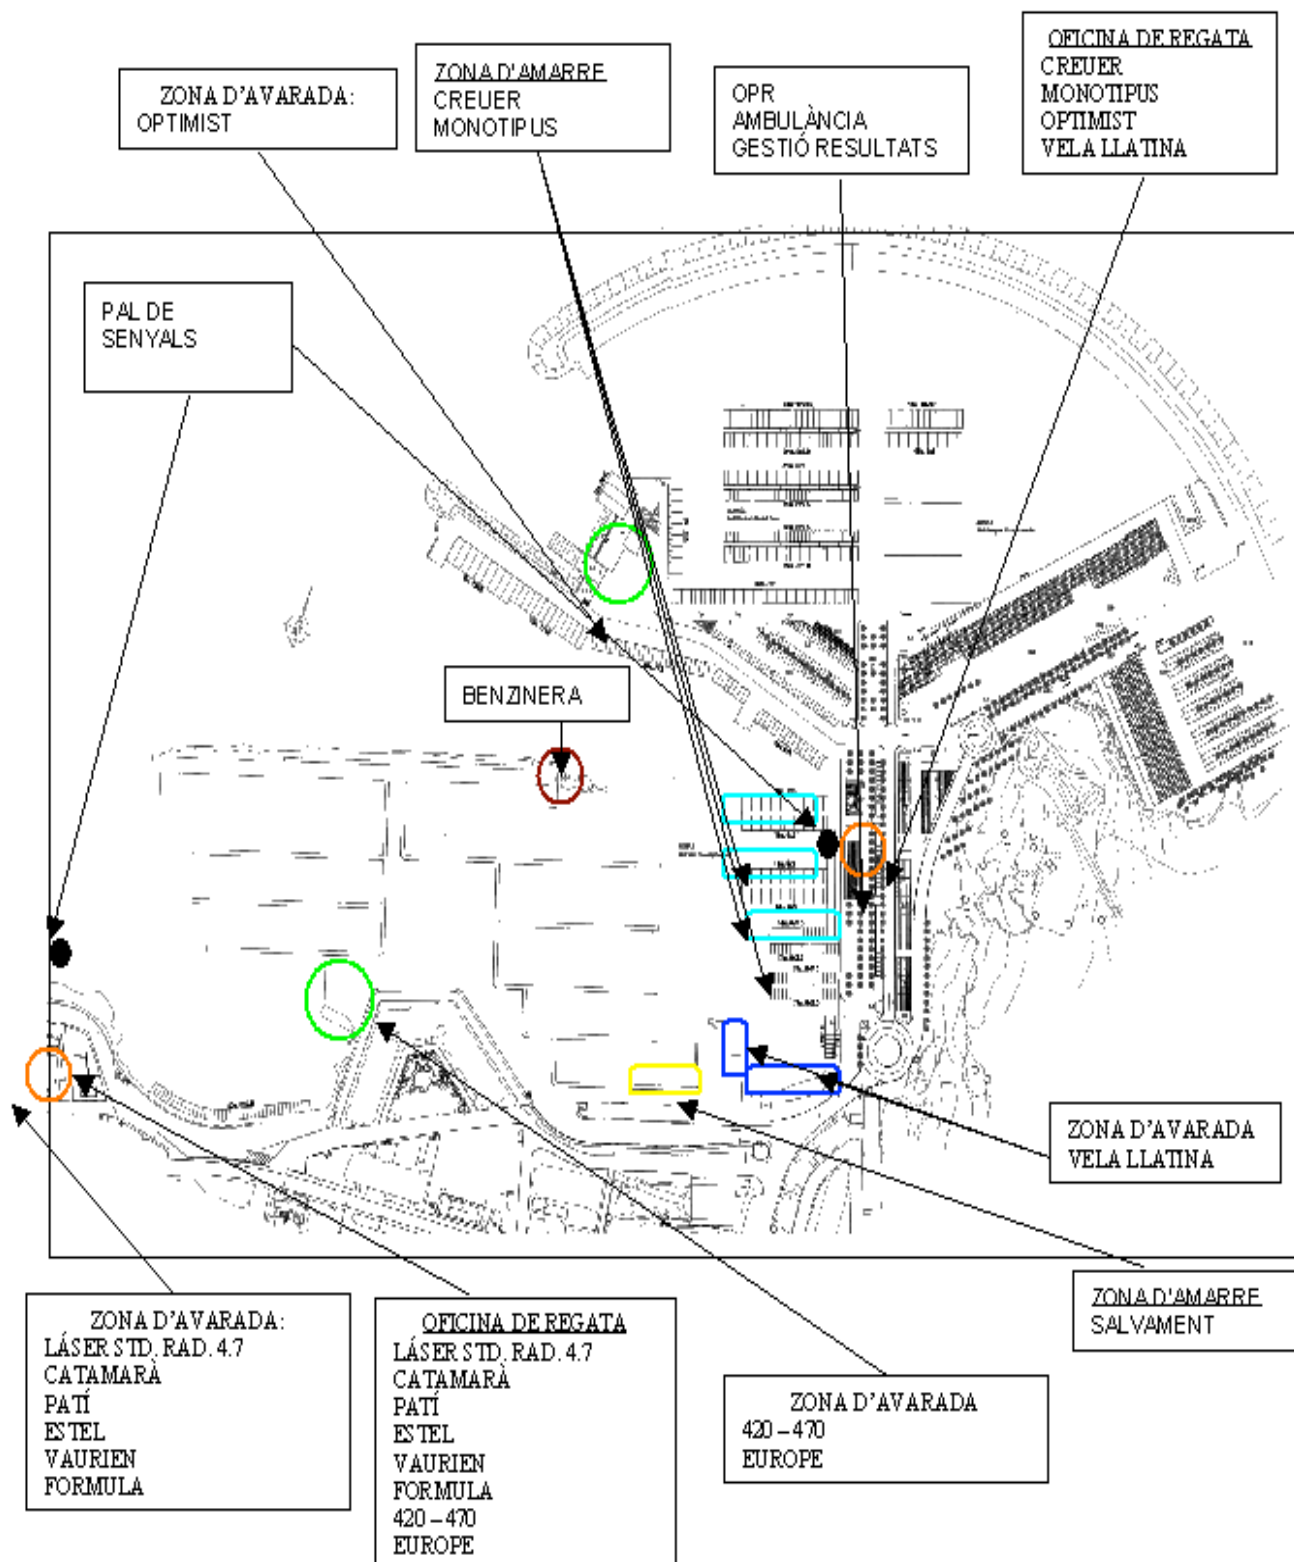 OFICINA DE REGATA
CREUER
MONOTIPUS
OPTIMIST
VELA LLATINA
ZONA D'AMARRE
CREUER
MONOTIPUS
ZONA D'AVARADA:
OPTIMIST
OPR
AMBULÀNCIA
GESTIÓ RESULTATS
PAL DE
SENYALS
BENZINERA
ZONA D'AVARADA
VELA LLATINA
ZONA D'AMARRE
SALVAMENT
ZONA D'AVARADA:
LÁSER STD. RAD. 4.7
CATAMARÀ
PATÍ
ESTEL
VAURIEN
FORMULA
OFICINA DE REGATA
LÁSER STD. RAD. 4.7
CATAMARÀ
PATÍ
ESTEL
VAURIEN
FORMULA
420 – 470
EUROPE
ZONA D'AVARADA
420 – 470
EUROPE